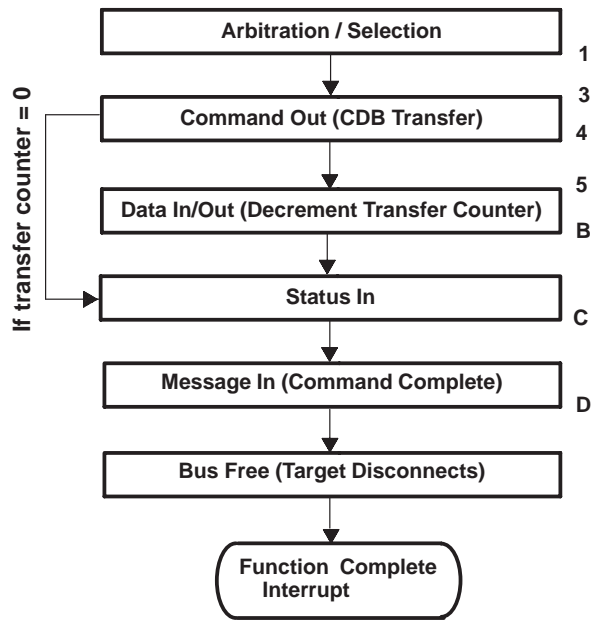 Arbitration / Selection
1
3
If transfer counter = 0
Command Out (CDB Transfer)
4
5
Data In/Out (Decrement Transfer Counter)
B
Status In
C
Message In (Command Complete)
D
Bus Free (Target Disconnects)
Function Complete
Interrupt